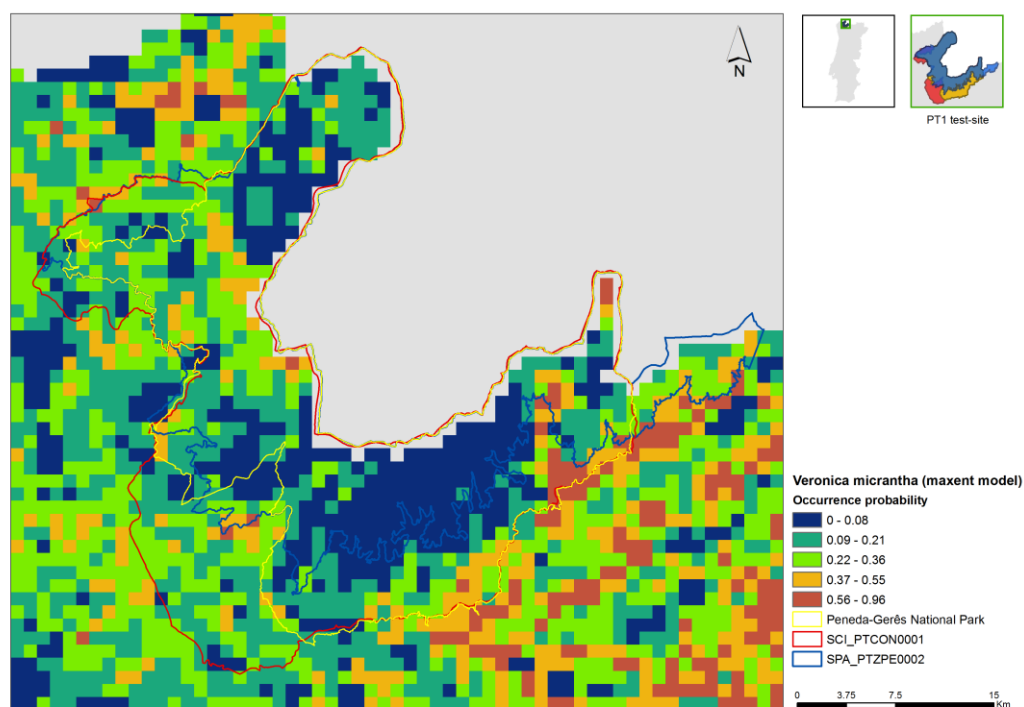 N
PT1 test-site
Veronica micrantha (maxent model)
Occurrence probability
0 - 0.08
0.09 - 0.21
0.22 - 0.36
0.37 - 0.55
0.56 - 0.96
Peneda-Gerês National Park
SCI_PTCON0001
SPA_PTZPE0002
0 3.75 7.5 15
Km